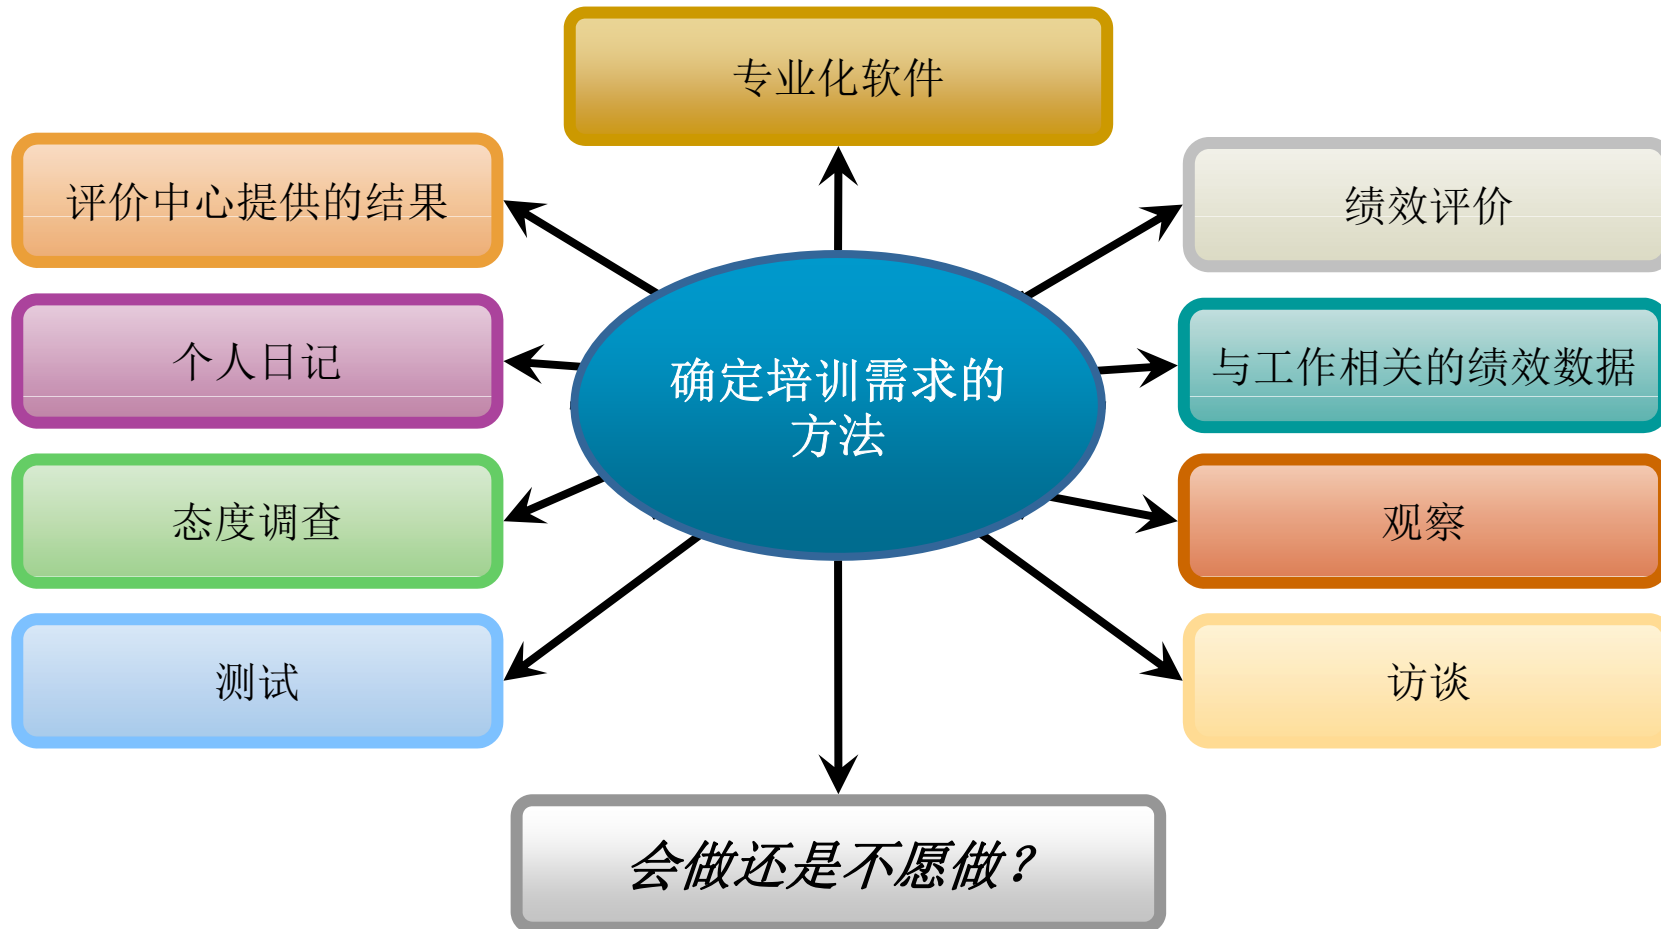 专业化软件
评价中心提供的结果
绩效评价
个人日记
确定培训需求的
方法
与工作相关的绩效数据
态度调查
观察
测试
访谈
会做还是不愿做？